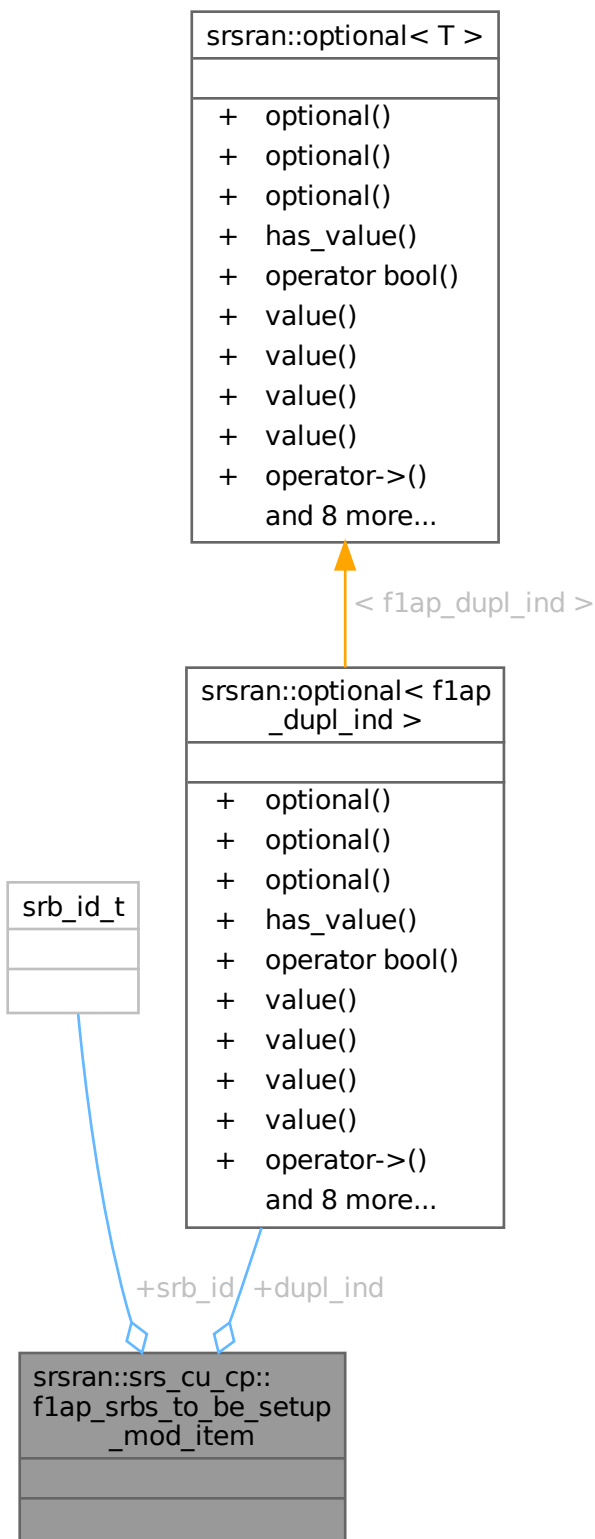 srsran::optional< T >
+ optional()
+ optional()
+ optional()
+ has_value()
+ operator bool()
+ value()
+ value()
+ value()
+ value()
+ operator->()
and 8 more...
< f1ap_dupl_ind >
srsran::optional< f1ap
_dupl_ind >
+ optional()
+ optional()
+ optional()
+ has_value()
+ operator bool()
+ value()
+ value()
+ value()
+ value()
+ operator->()
and 8 more...
srb_id_t
+srb_id
+dupl_ind
srsran::srs_cu_cp::
f1ap_srbs_to_be_setup
_mod_item